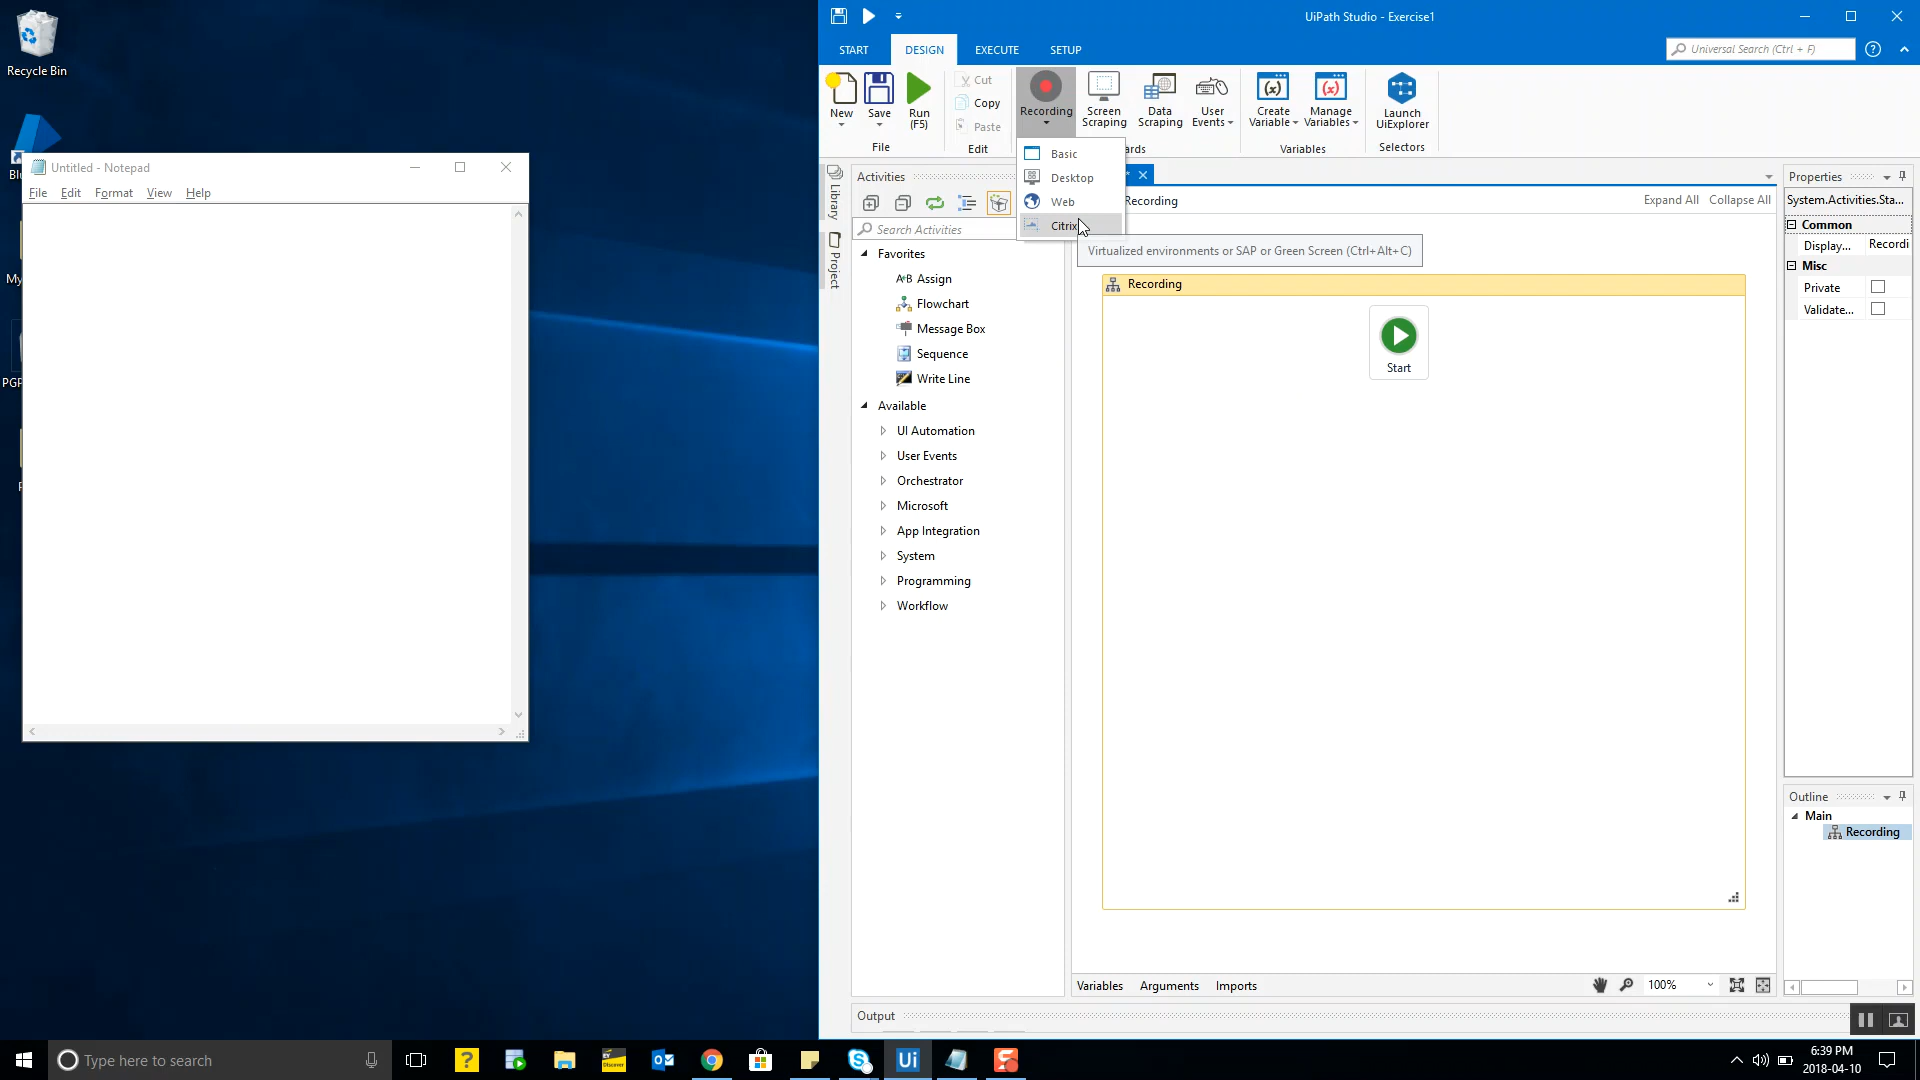 Recycle Bin
Untitled - Notepad
File Edit Format View Help
UiPath Studio - Exercise1
START DESIGN EXECUTE SETUP
Universal Search (Ctrl + F)
New
Save
Run
(F5)
File
Cut
Copy
Paste
Edit
Recording
Screen
Scraping
Data
Scraping
User
Events
Create
Variable
Manage
Variables
Variables
Launch
UiExplorer
Selectors
Basic
Desktop
Web
Citrix
Virtualized environments or SAP or Green Screen (Ctrl+Alt+C)
Library
Project
Activities
Search Activities
Favorites
A+B Assign
Flowchart
Message Box
Sequence
Write Line
Available
UI Automation
User Events
Orchestrator
Microsoft
App Integration
System
Programming
Workflow
Recording
Expand All Collapse All
Recording
Start
Variables Arguments Imports
100%
Output
Properties
System.Activities.Sta...
Common
Display... Recordi
Misc
Private
Validate...
Outline
Main
Recording
Type here to search
Ui
6:39 PM
2018-04-10